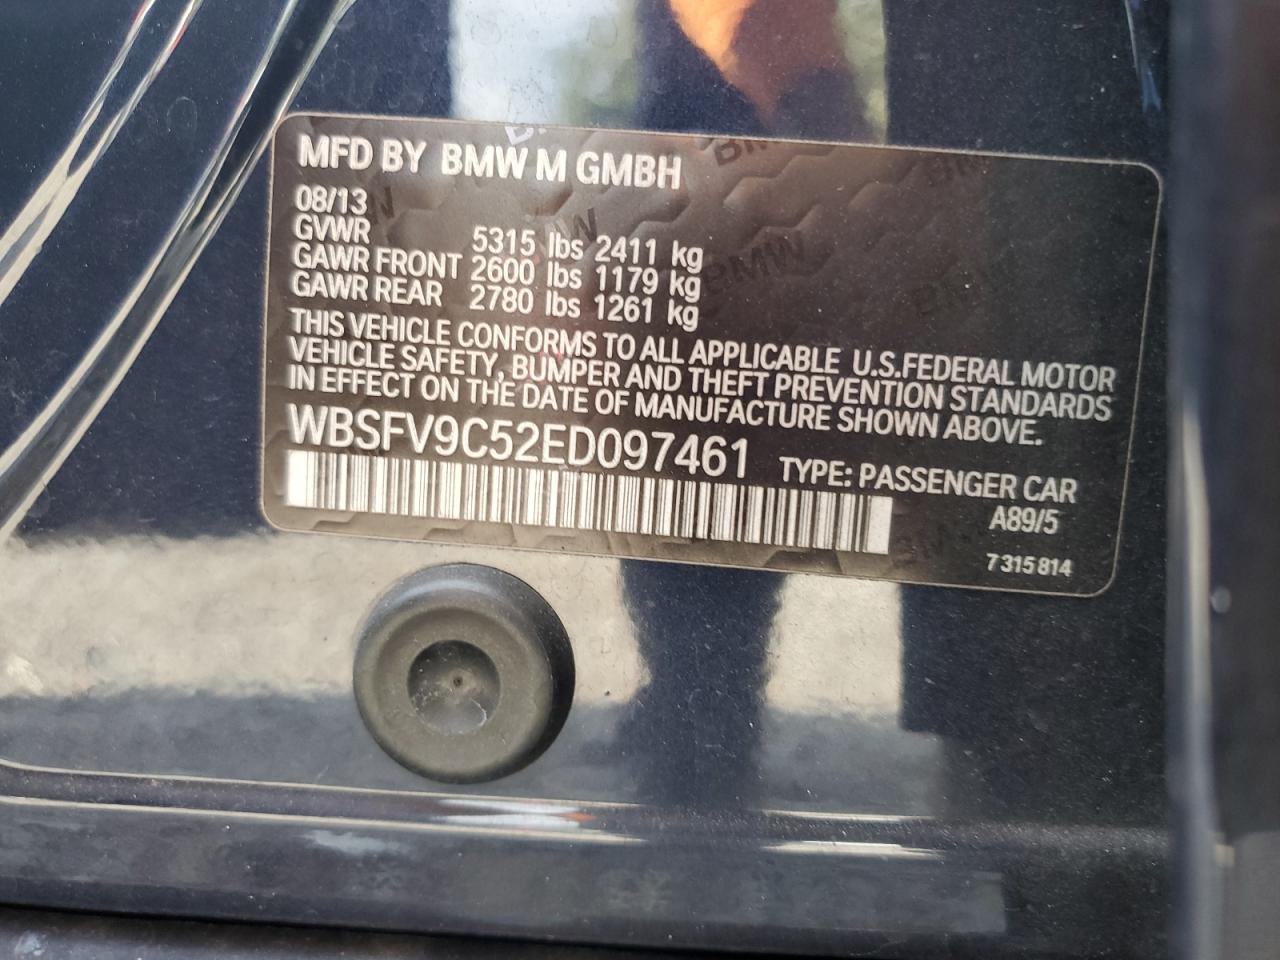 MFD BY BMW M GMBH
08/13
GVWR 5315 lbs 2411 kg
GAWR FRONT 2600 lbs 1179 kg
GAWR REAR 2780 lbs 1261 kg
THIS VEHICLE CONFORMS TO ALL APPLICABLE U.S.FEDERAL MOTOR
VEHICLE SAFETY, BUMPER AND THEFT PREVENTION STANDARDS
IN EFFECT ON THE DATE OF MANUFACTURE SHOWN ABOVE.
WBSFV9C52ED097461 TYPE: PASSENGER CAR
A89/5
7 315 814